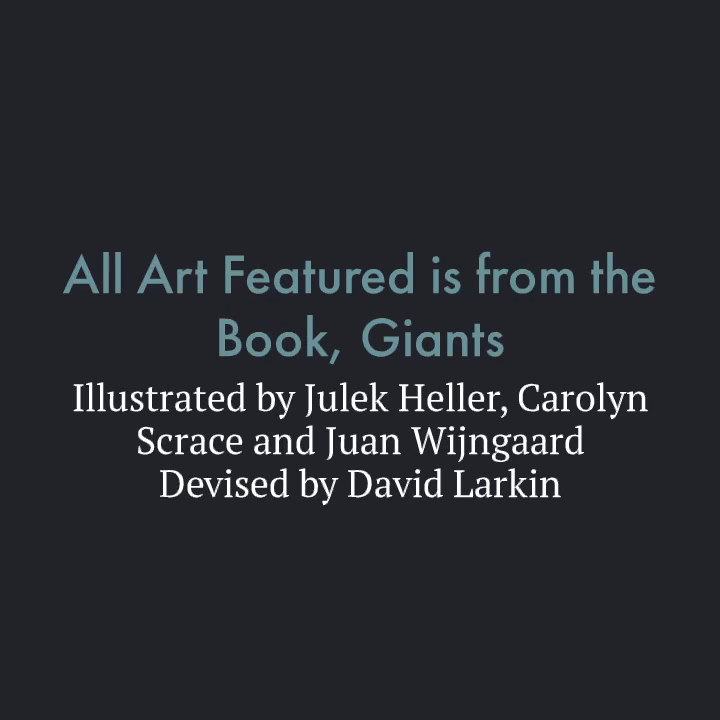 All Art Featured is from the
Book, Giants
Illustrated by Julek Heller, Carolyn
Scrace and Juan Wijngaard
Devised by David Larkin